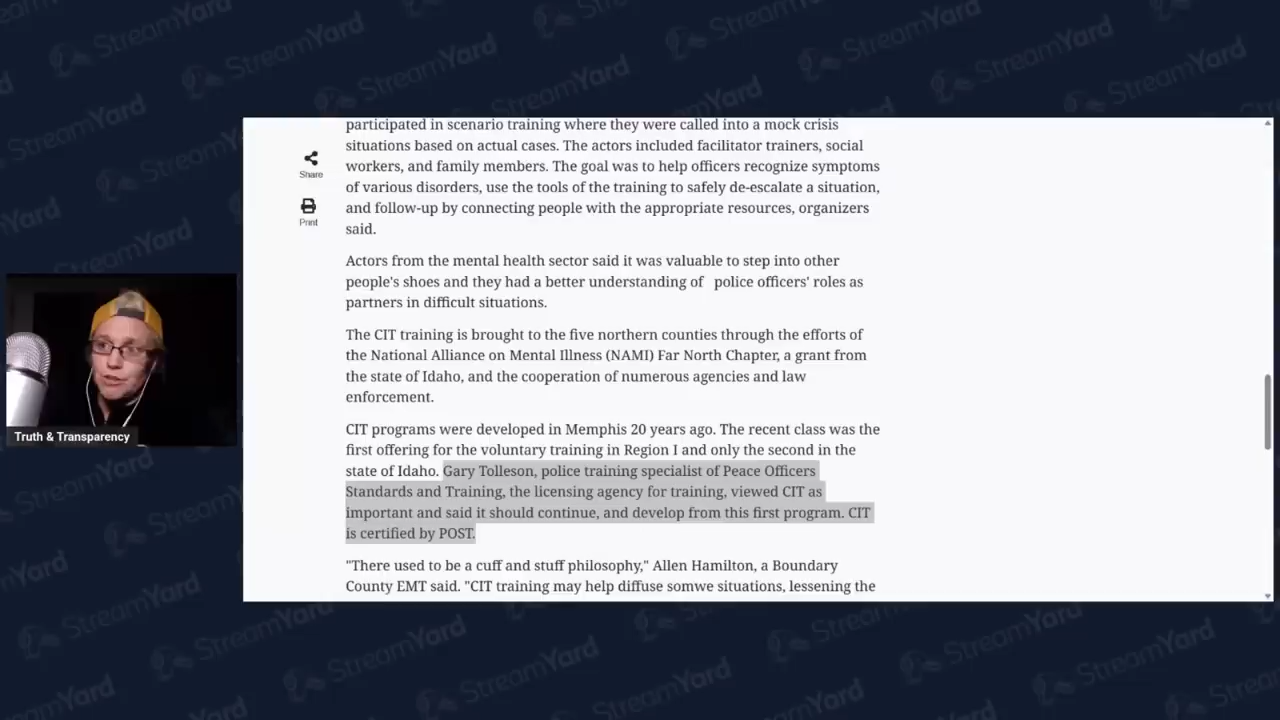 participated in scenario training where they were called into a mock crisis
situations based on actual cases. The actors included facilitator trainers, social
workers, and family members. The goal was to help officers recognize symptoms
of various disorders, use the tools of the training to safely de-escalate a situation,
and follow-up by connecting people with the appropriate resources, organizers
said.
Share
Print
Actors from the mental health sector said it was valuable to step into other
people's shoes and they had a better understanding of police officers' roles as
partners in difficult situations.
The CIT training is brought to the five northern counties through the efforts of
the National Alliance on Mental Illness (NAMI) Far North Chapter, a grant from
the state of Idaho, and the cooperation of numerous agencies and law
enforcement.
CIT programs were developed in Memphis 20 years ago. The recent class was the
first offering for the voluntary training in Region I and only the second in the
state of Idaho. Gary Tolleson, police training specialist of Peace Officers
Standards and Training, the licensing agency for training, viewed CIT as
important and said it should continue, and develop from this first program. CIT
is certified by POST.
"There used to be a cuff and stuff philosophy," Allen Hamilton, a Boundary
County EMT said. "CIT training may help diffuse somwe situations, lessening the
Truth & Transparency
StreamYard
StreamYard
StreamYard
StreamYard
StreamYard
StreamYard
StreamYard
StreamYard